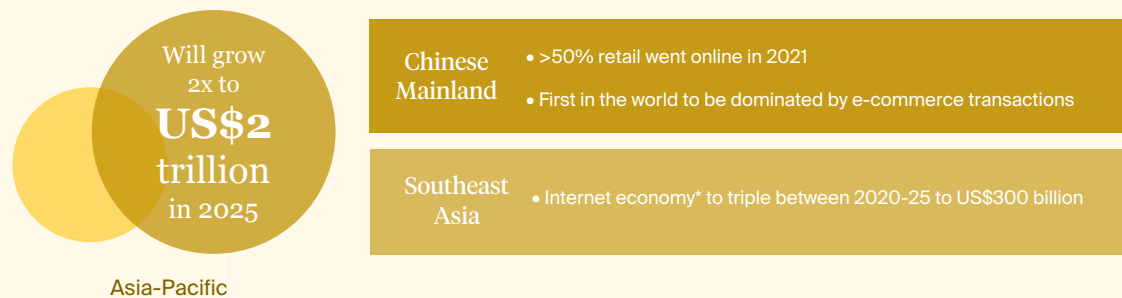 Will grow
2x to
US$2
trillion
in 2025
Asia-Pacific
Chinese
Mainland
• >50% retail went online in 2021
• First in the world to be dominated by e-commerce transactions
Southeast
Asia
• Internet economy* to triple between 2020-25 to US$300 billion